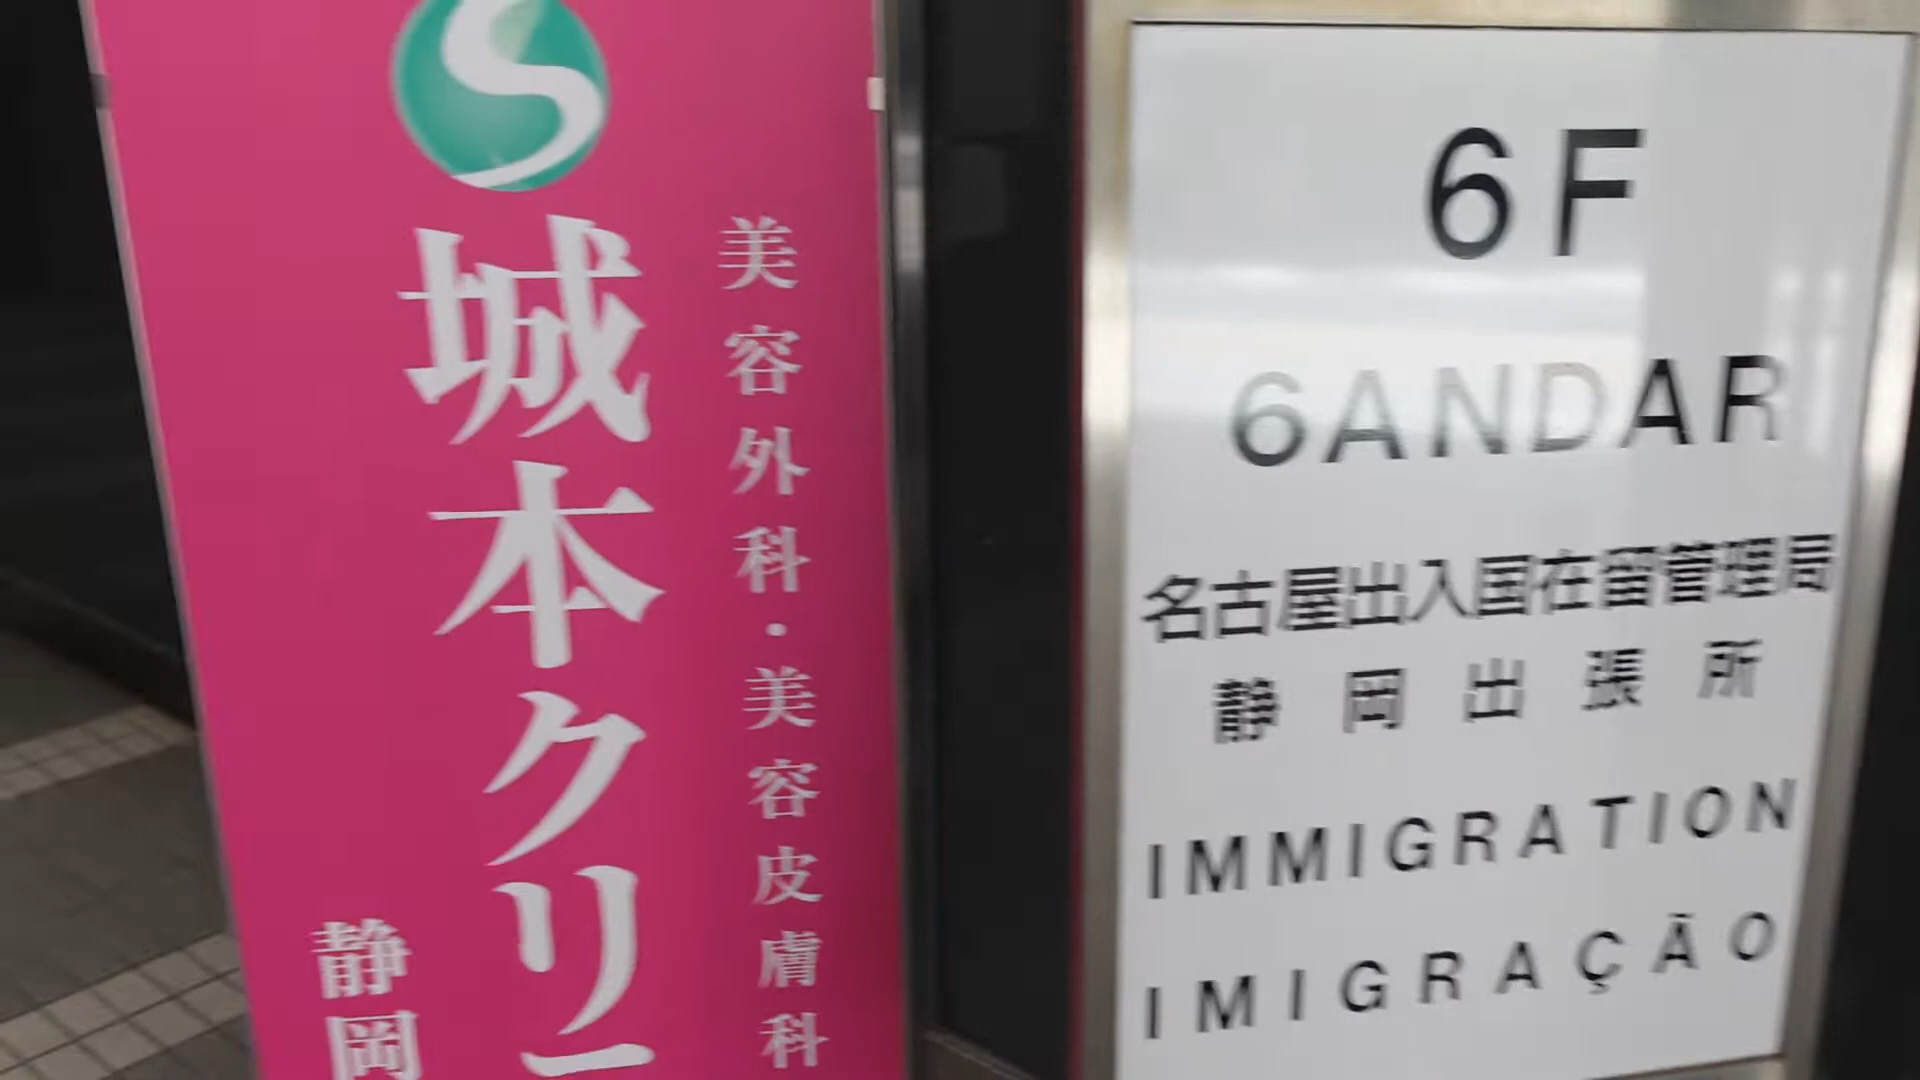 美容外科・美容皮膚科
城本クリニ
静岡
6F
6ANDAR
名古屋出入国在留管理局
静岡出張所
IMMIGRATION
IMIGRAÇÃO